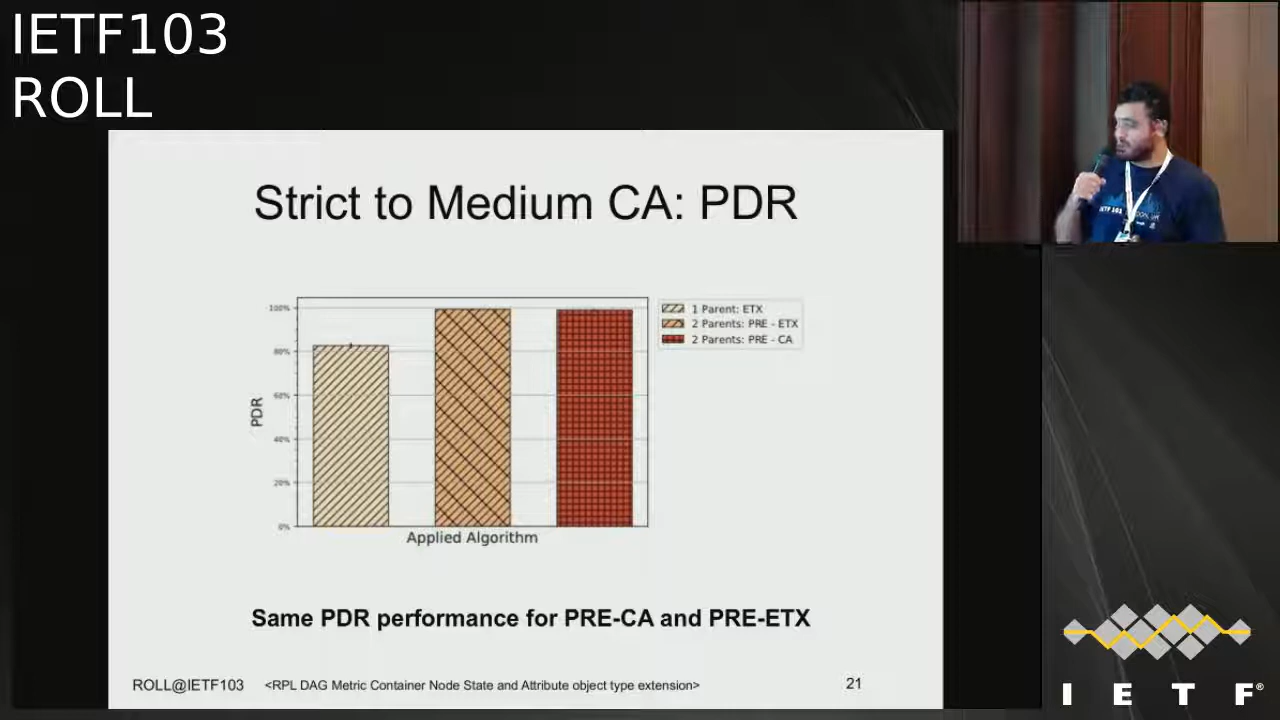 IETF103
ROLL
Strict to Medium CA: PDR
100%
80%
60%
40%
20%
0%
PDR
Applied Algorithm
1 Parent: ETX
2 Parents: PRE - ETX
2 Parents: PRE - CA
Same PDR performance for PRE-CA and PRE-ETX
ROLL@IETF103 <RPL DAG Metric Container Node State and Attribute object type extension> 21
IETF 101
I E T F®